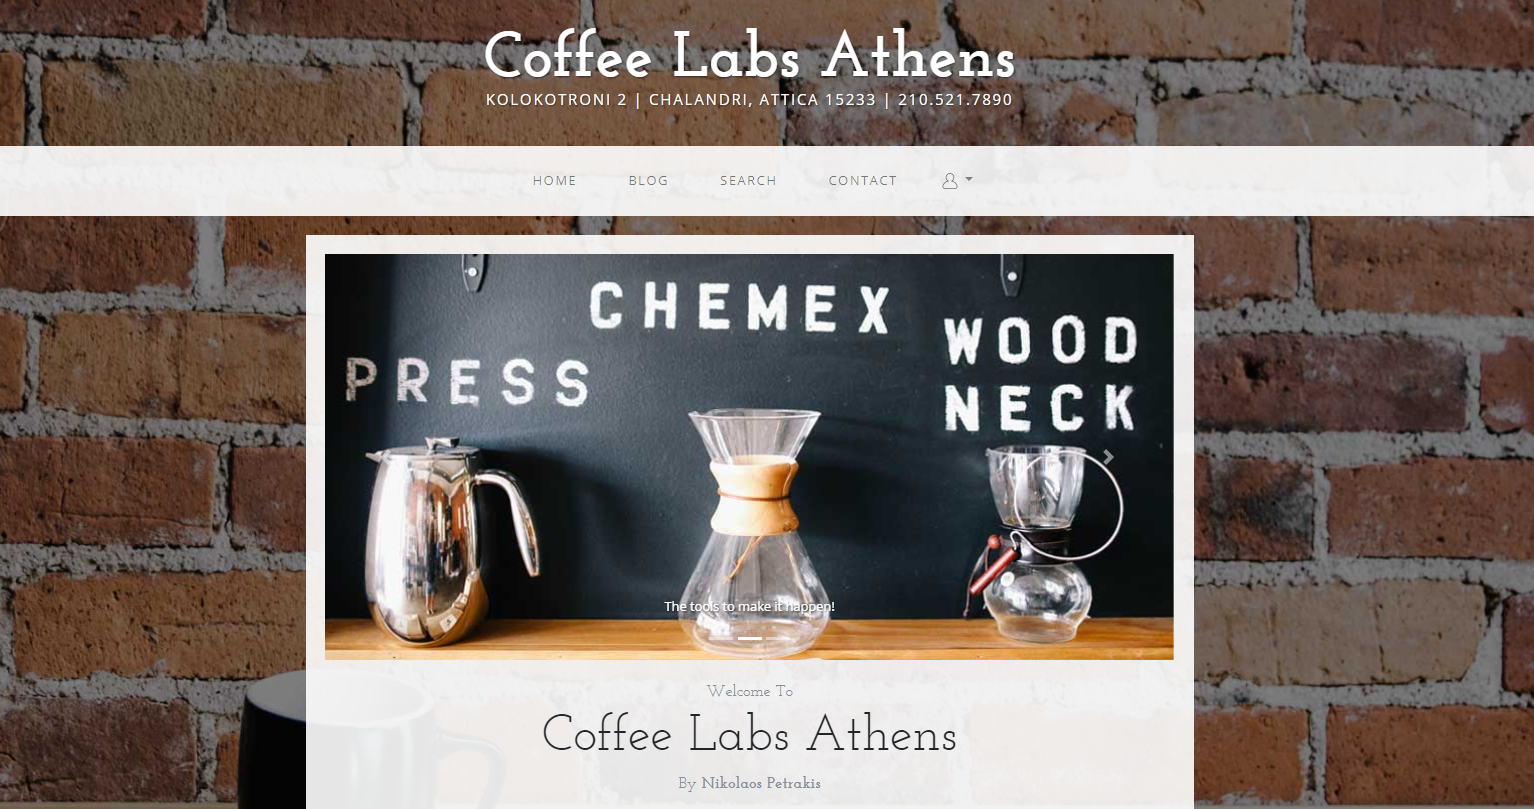 Coffee Labs Athens
KOLOKOTRONI 2 | CHALANDRI, ATTICA 15233 | 210.521.7890
HOME BLOG SEARCH CONTACT
CHEMEX
WOOD
NECK
PRESS
The tools to make it happen!
Welcome To
Coffee Labs Athens
By Nikolaos Petrakis